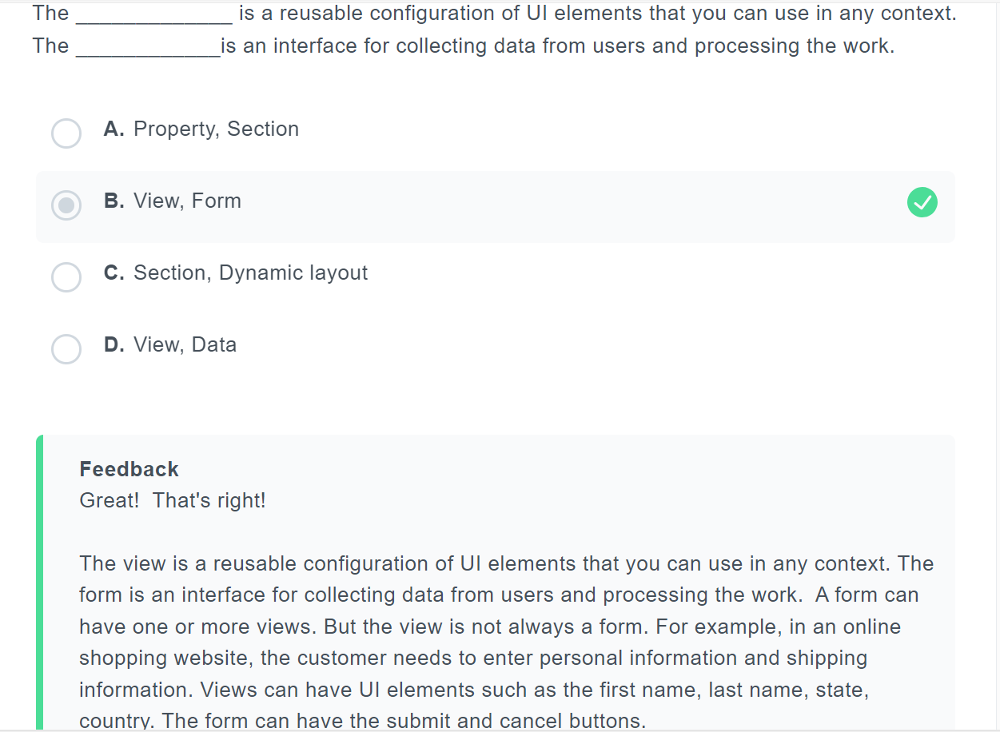 The _____________ is a reusable configuration of UI elements that you can use in any context.
The ____________is an interface for collecting data from users and processing the work.
A. Property, Section
B. View, Form
C. Section, Dynamic layout
D. View, Data
Feedback
Great!  That's right!
The view is a reusable configuration of UI elements that you can use in any context. The
form is an interface for collecting data from users and processing the work.  A form can
have one or more views. But the view is not always a form. For example, in an online
shopping website, the customer needs to enter personal information and shipping
information. Views can have UI elements such as the first name, last name, state,
country. The form can have the submit and cancel buttons.